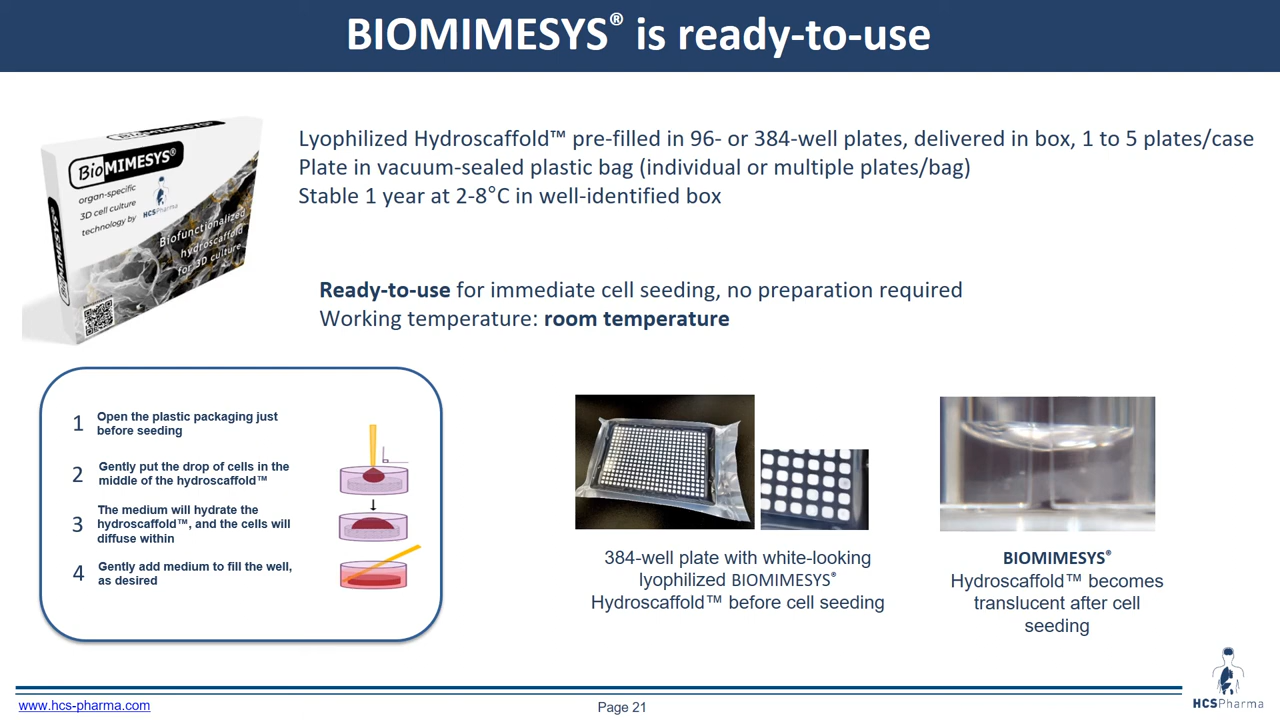 BIOMIMESYS® is ready-to-use
BioMIMESYS®
BioMIMESYS®
organ-specific
3D cell culture
technology by HCSPharma
Biofunctionalized
hydroscaffold
for 3D culture
BioMIMESYS®
Lyophilized Hydroscaffold™ pre-filled in 96- or 384-well plates, delivered in box, 1 to 5 plates/case
Plate in vacuum-sealed plastic bag (individual or multiple plates/bag)
Stable 1 year at 2-8°C in well-identified box
Ready-to-use for immediate cell seeding, no preparation required
Working temperature: room temperature
1 Open the plastic packaging just
before seeding
2 Gently put the drop of cells in the
middle of the hydroscaffold™
3 The medium will hydrate the
hydroscaffold™, and the cells will
diffuse within
4 Gently add medium to fill the well,
as desired
384-well plate with white-looking
lyophilized BIOMIMESYS®
Hydroscaffold™ before cell seeding
BIOMIMESYS®
Hydroscaffold™ becomes
translucent after cell
seeding
www.hcs-pharma.com
Page 21
HCSPharma